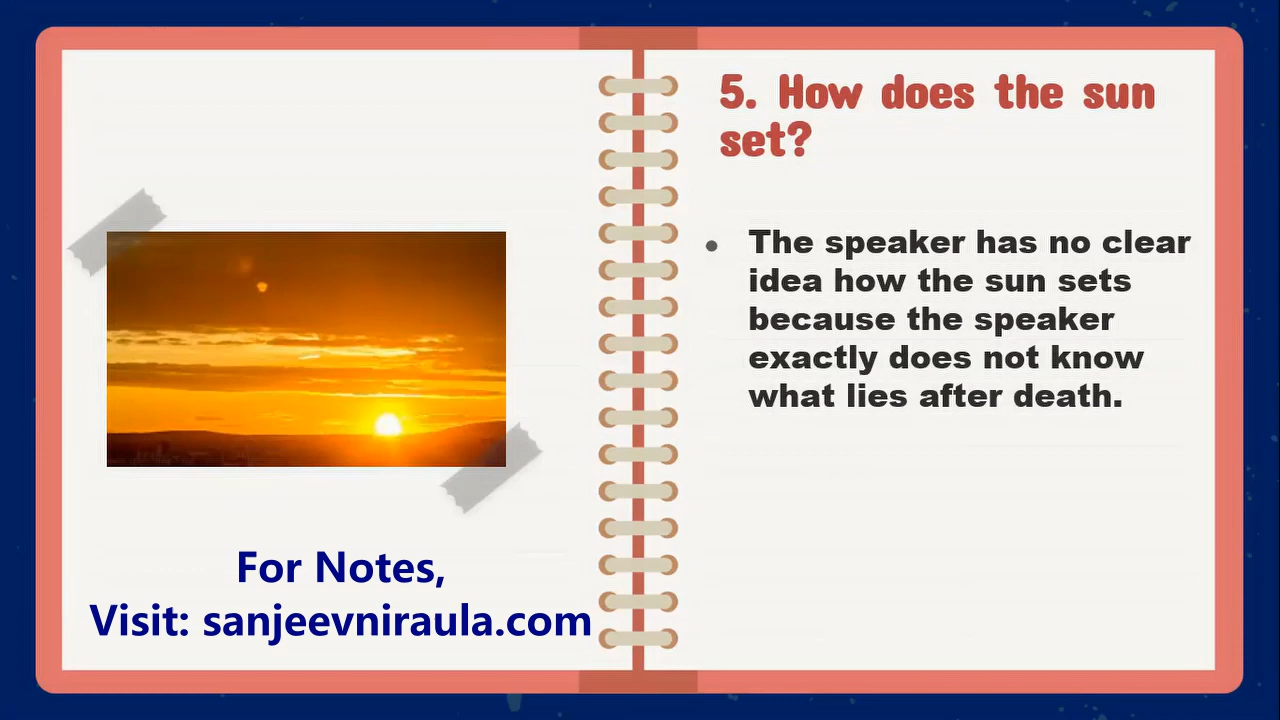 5. How does the sun
set?
• The speaker has no clear
idea how the sun sets
because the speaker
exactly does not know
what lies after death.
For Notes,
Visit: sanjeevniraula.com